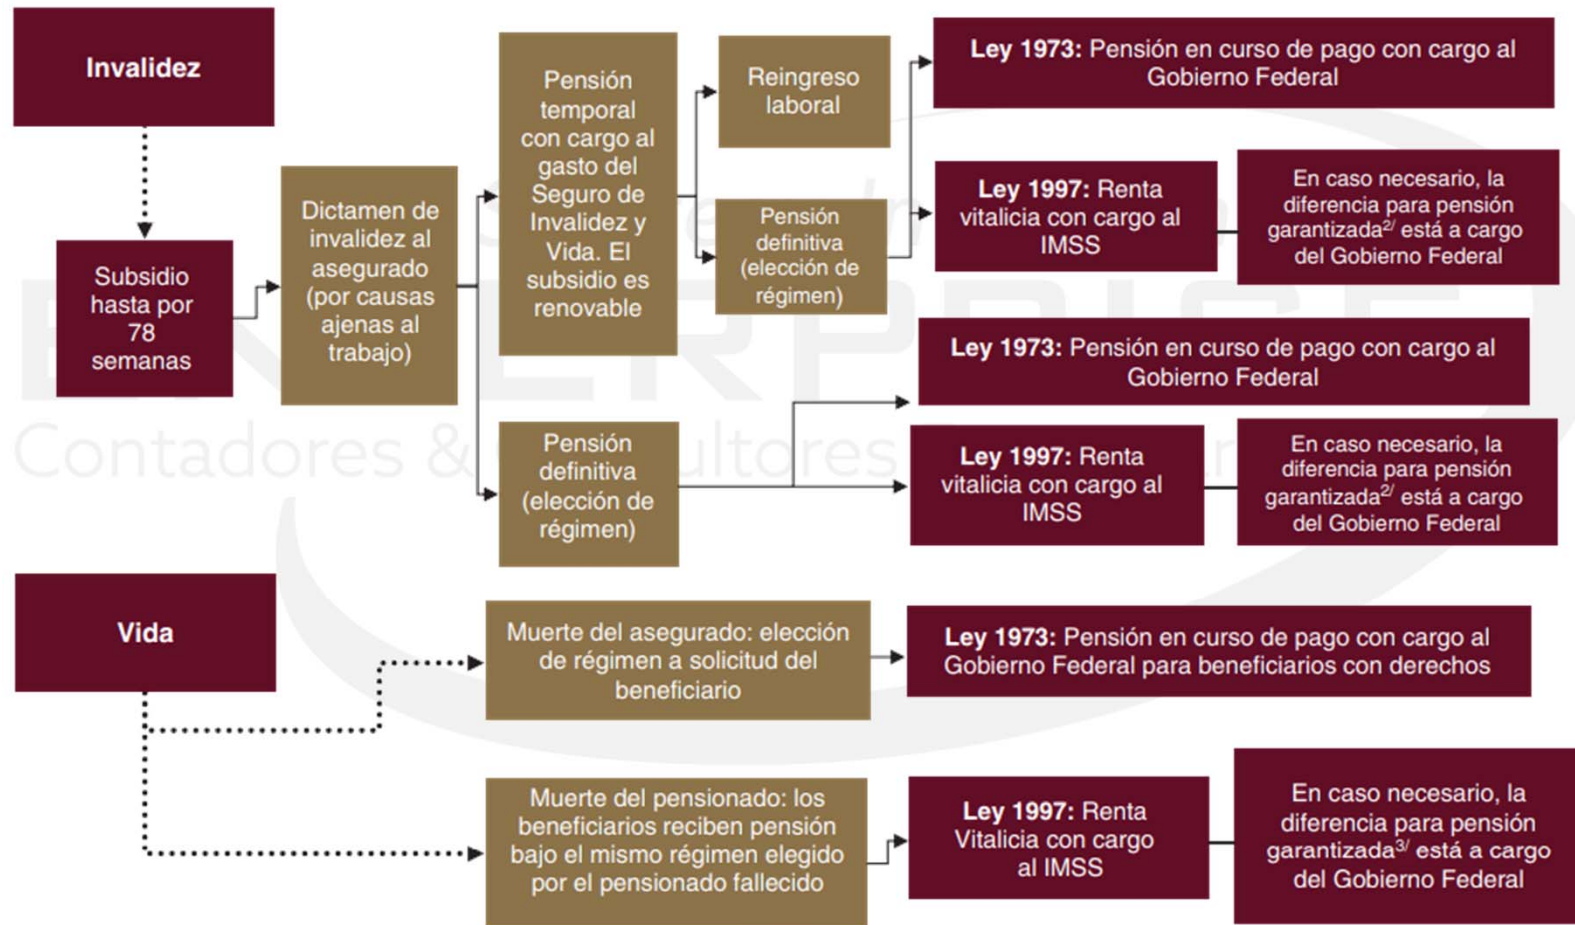 Invalidez
Subsidio
hasta por
78
semanas
Dictamen de
invalidez al
asegurado
(por causas
ajenas al
trabajo)
Pensión
temporal
con cargo al
gasto del
Seguro de
Invalidez y
Vida. El
subsidio es
renovable
Reingreso
laboral
Pensión
definitiva
(elección de
régimen)
Ley 1973: Pensión en curso de pago con cargo al
Gobierno Federal
Ley 1997: Renta
vitalicia con cargo al
IMSS
En caso necesario, la
diferencia para pensión
garantizada2/ está a cargo
del Gobierno Federal
Pensión
definitiva
(elección de
régimen)
Ley 1973: Pensión en curso de pago con cargo al
Gobierno Federal
Ley 1997: Renta
vitalicia con cargo al
IMSS
En caso necesario, la
diferencia para pensión
garantizada2/ está a cargo
del Gobierno Federal
Vida
Muerte del asegurado: elección
de régimen a solicitud del
beneficiario
Ley 1973: Pensión en curso de pago con cargo al
Gobierno Federal para beneficiarios con derechos
Muerte del pensionado: los
beneficiarios reciben pensión
bajo el mismo régimen elegido
por el pensionado fallecido
Ley 1997: Renta
Vitalicia con cargo
al IMSS
En caso necesario, la
diferencia para pensión
garantizada3/ está a cargo
del Gobierno Federal
Contadores &